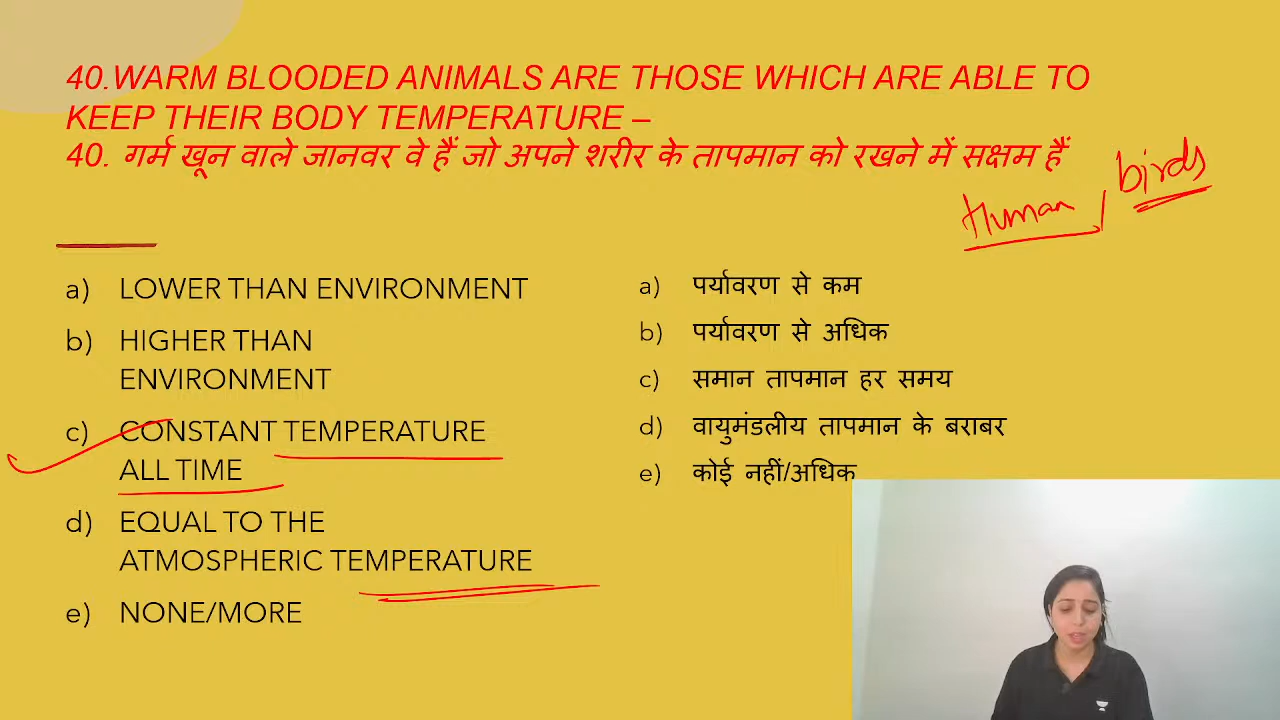 40.WARM BLOODED ANIMALS ARE THOSE WHICH ARE ABLE TO
KEEP THEIR BODY TEMPERATURE –
40. गर्म खून वाले जानवर वे हैं जो अपने शरीर के तापमान को रखने में सक्षम हैं
Human, birds
a) LOWER THAN ENVIRONMENT
b) HIGHER THAN
ENVIRONMENT
c) CONSTANT TEMPERATURE
ALL TIME
d) EQUAL TO THE
ATMOSPHERIC TEMPERATURE
e) NONE/MORE
a) पर्यावरण से कम
b) पर्यावरण से अधिक
c) समान तापमान हर समय
d) वायुमंडलीय तापमान के बराबर
e) कोई नहीं/अधिक